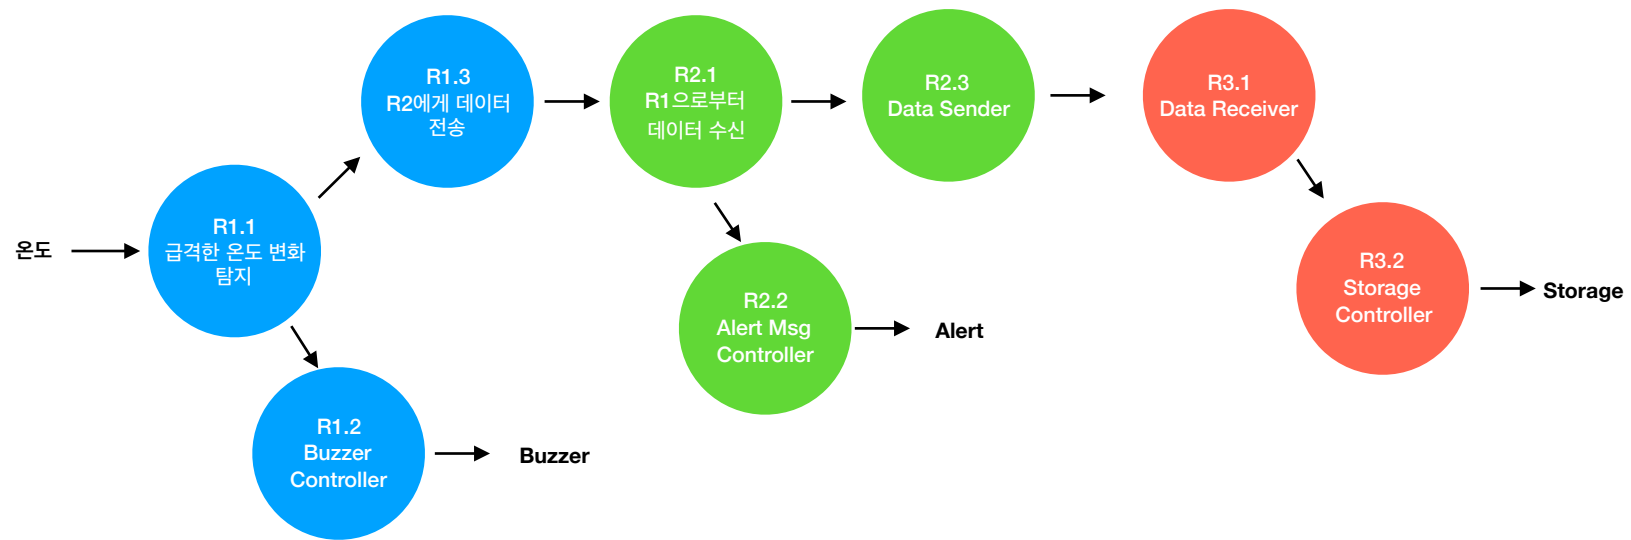 온도
R1.1
급격한 온도 변화
탐지
R1.2
Buzzer
Controller
Buzzer
R1.3
R2에게 데이터
전송
R2.1
R1으로부터
데이터 수신
R2.2
Alert Msg
Controller
Alert
R2.3
Data Sender
R3.1
Data Receiver
R3.2
Storage
Controller
Storage